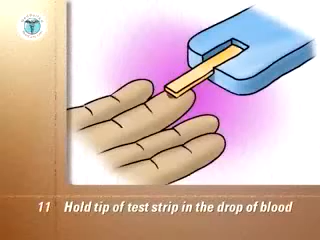 11 Hold tip of test strip in the drop of blood